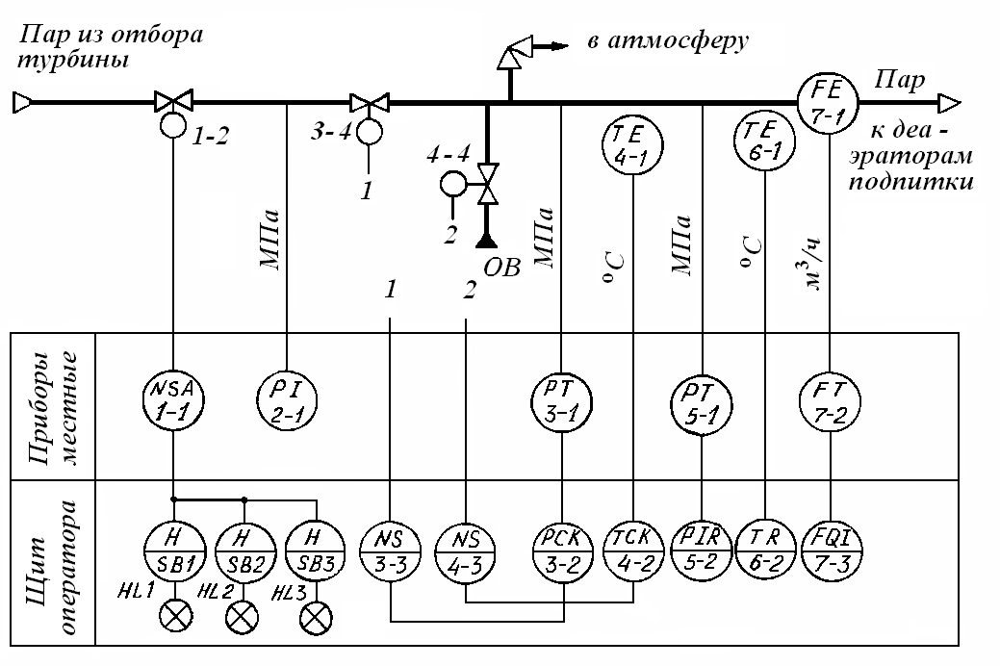 Пар из отбора
турбины
в атмосферу
Пар
FE
7-1
к деа -
эраторам
подпитки
1-2
3-4
1
4-4
2
ОВ
TE
4-1
TE
6-1
МПа
МПа
°С
МПа
°С
м³/ч
1
2
Приборы
местные
NSA
1-1
PI
2-1
PT
3-1
PT
5-1
FT
7-2
Щит
оператора
H
SB1
H
SB2
H
SB3
NS
3-3
NS
4-3
PCK
3-2
TCK
4-2
PIR
5-2
TR
6-2
FQI
7-3
HL1
HL2
HL3